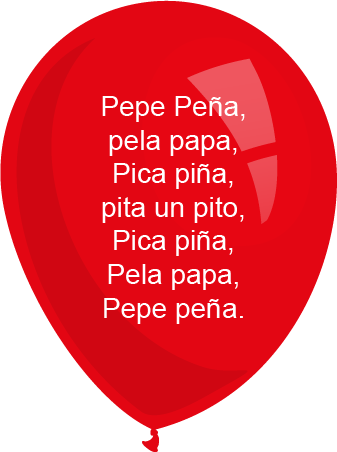 Pepe Peña,
pela papa,
Pica piña,
pita un pito,
Pica piña,
Pela papa,
Pepe peña.